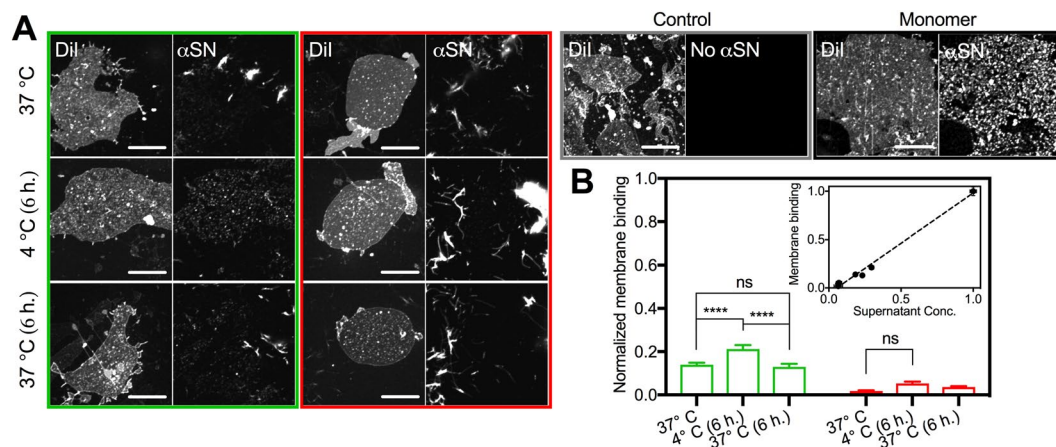 A
Control
Monomer
DiI
αSN
DiI
αSN
DiI
No αSN
DiI
αSN
37 °C
4 °C (6 h.)
37 °C (6 h.)
B
Normalized membrane binding
1.0
0.8
0.6
0.4
0.2
0.0
ns
****
****
ns
37° C
4° C (6 h.)
37° C (6 h.)
37° C
4° C (6 h.)
37° C (6 h.)
Membrane binding
1.0
0.5
0.0
0.0
0.5
1.0
Supernatant Conc.